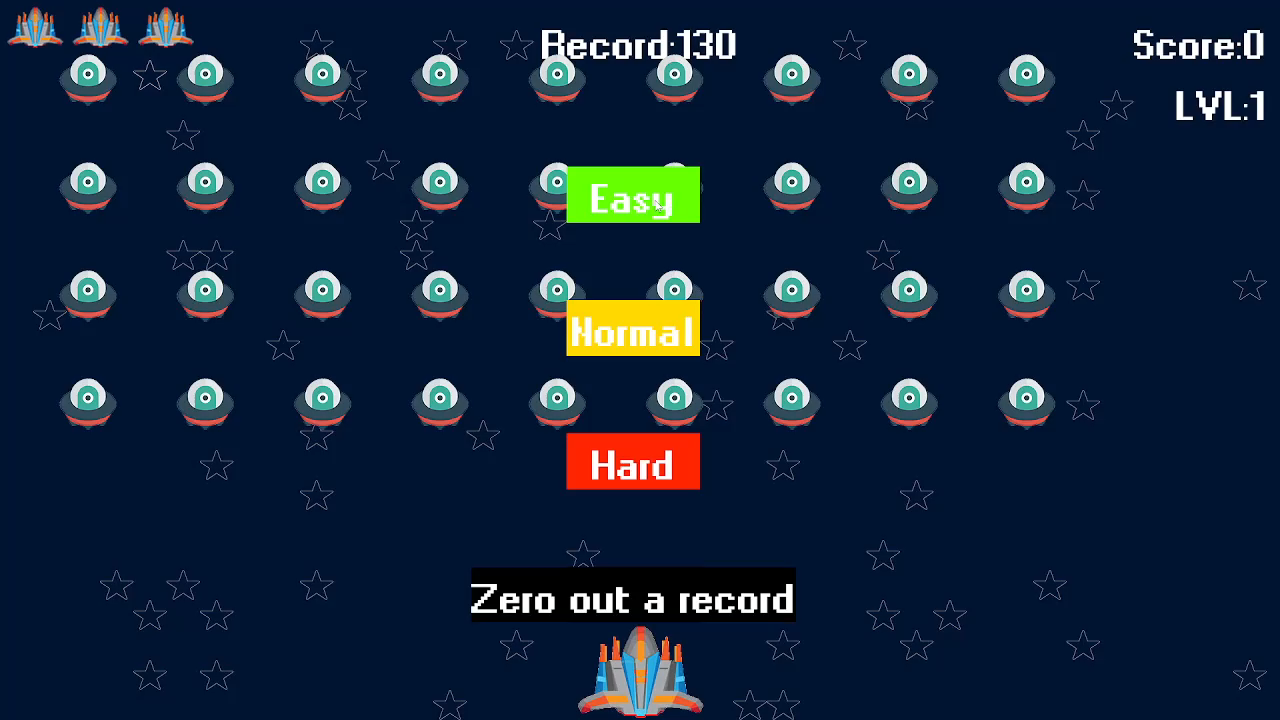 Record:130
Score:0
LVL:1
Easy
Normal
Hard
Zero out a record